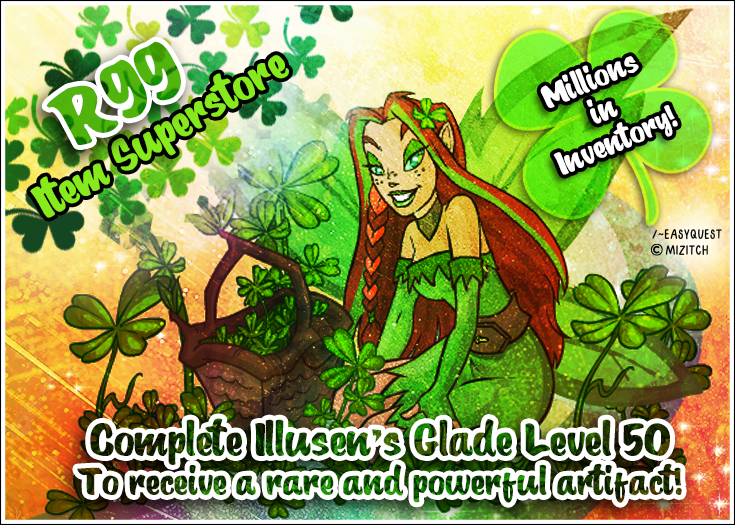 Rgg
Item Superstore
Millions
in
Inventory!
/~EASYQUEST
© MIZITCH
Complete Illusen's Glade Level 50
To receive a rare and powerful artifact!